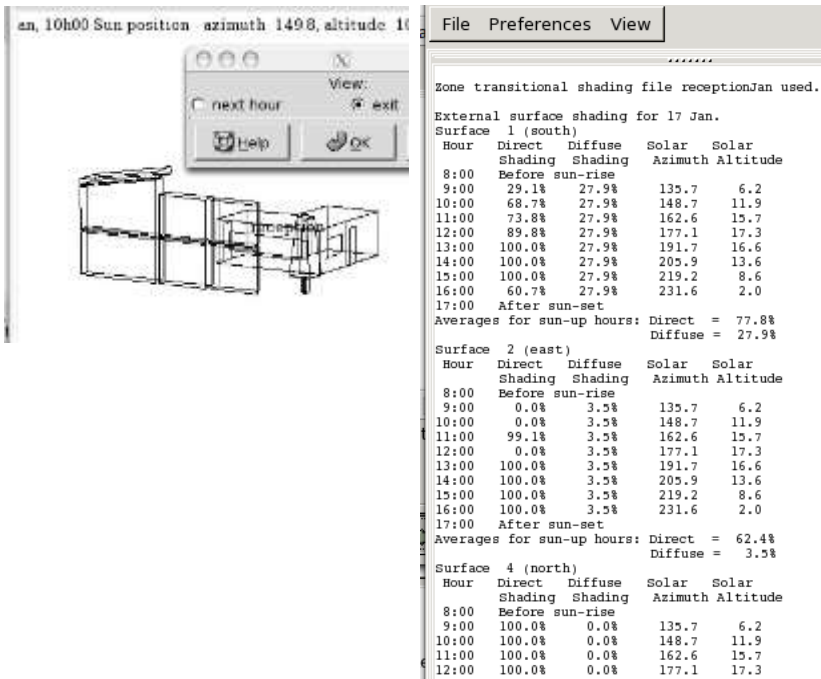 an, 10h00 Sun position azimuth 149.8, altitude 10
View:
next hour
exit
Help
OK
reception
File Preferences View
Zone transitional shading file receptionJan used.
External surface shading for 17 Jan.
Surface 1 (south)
Hour Direct Diffuse Solar Solar
Shading Shading Azimuth Altitude
8:00 Before sun-rise
9:00 29.1% 27.9% 135.7 6.2
10:00 68.7% 27.9% 148.7 11.9
11:00 73.8% 27.9% 162.6 15.7
12:00 89.8% 27.9% 177.1 17.3
13:00 100.0% 27.9% 191.7 16.6
14:00 100.0% 27.9% 205.9 13.6
15:00 100.0% 27.9% 219.2 8.6
16:00 60.7% 27.9% 231.6 2.0
17:00 After sun-set
Averages for sun-up hours: Direct = 77.8%
Diffuse = 27.9%
Surface 2 (east)
Hour Direct Diffuse Solar Solar
Shading Shading Azimuth Altitude
8:00 Before sun-rise
9:00 0.0% 3.5% 135.7 6.2
10:00 0.0% 3.5% 148.7 11.9
11:00 99.1% 3.5% 162.6 15.7
12:00 0.0% 3.5% 177.1 17.3
13:00 100.0% 3.5% 191.7 16.6
14:00 100.0% 3.5% 205.9 13.6
15:00 100.0% 3.5% 219.2 8.6
16:00 100.0% 3.5% 231.6 2.0
17:00 After sun-set
Averages for sun-up hours: Direct = 62.4%
Diffuse = 3.5%
Surface 4 (north)
Hour Direct Diffuse Solar Solar
Shading Shading Azimuth Altitude
8:00 Before sun-rise
9:00 100.0% 0.0% 135.7 6.2
10:00 100.0% 0.0% 148.7 11.9
11:00 100.0% 0.0% 162.6 15.7
12:00 100.0% 0.0% 177.1 17.3